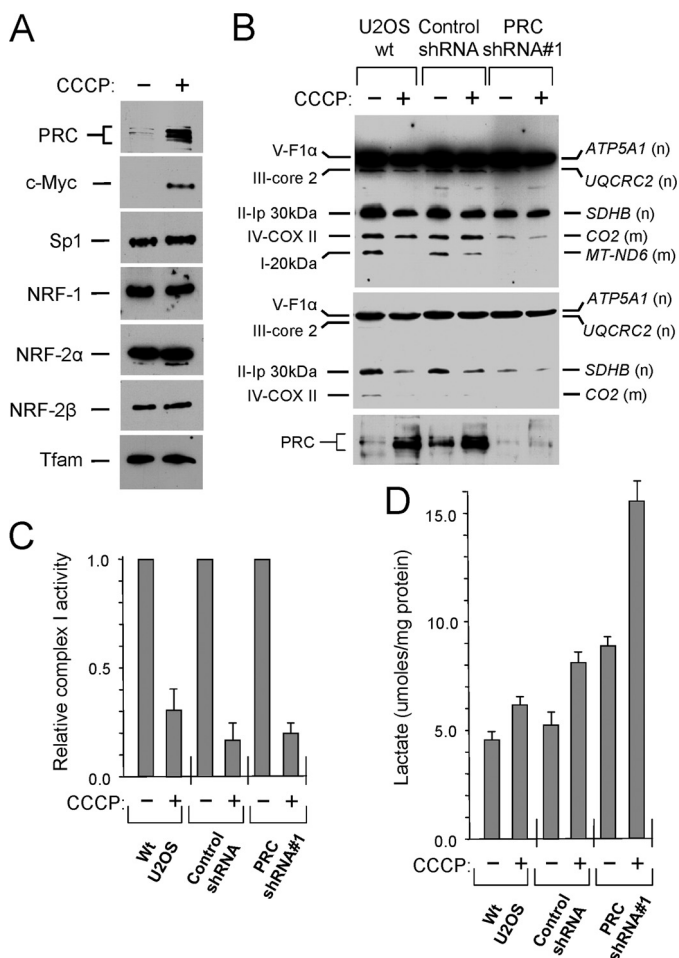 A
CCCP: − +
PRC
c-Myc
Sp1
NRF-1
NRF-2α
NRF-2β
Tfam
B
U2OS wt
Control shRNA
PRC shRNA#1
CCCP: − + − + − +
V-F1α
III-core 2
II-Ip 30kDa
IV-COX II
I-20kDa
ATP5A1 (n)
UQCRC2 (n)
SDHB (n)
CO2 (m)
MT-ND6 (m)
V-F1α
III-core 2
II-Ip 30kDa
IV-COX II
ATP5A1 (n)
UQCRC2 (n)
SDHB (n)
CO2 (m)
PRC
C
Relative complex I activity
1.0
0.5
0.0
CCCP: − + − + − +
Wt U2OS
Control shRNA
PRC shRNA#1
D
Lactate (umoles/mg protein)
15.0
10.0
5.0
0.0
CCCP: − + − + − +
Wt U2OS
Control shRNA
PRC shRNA#1